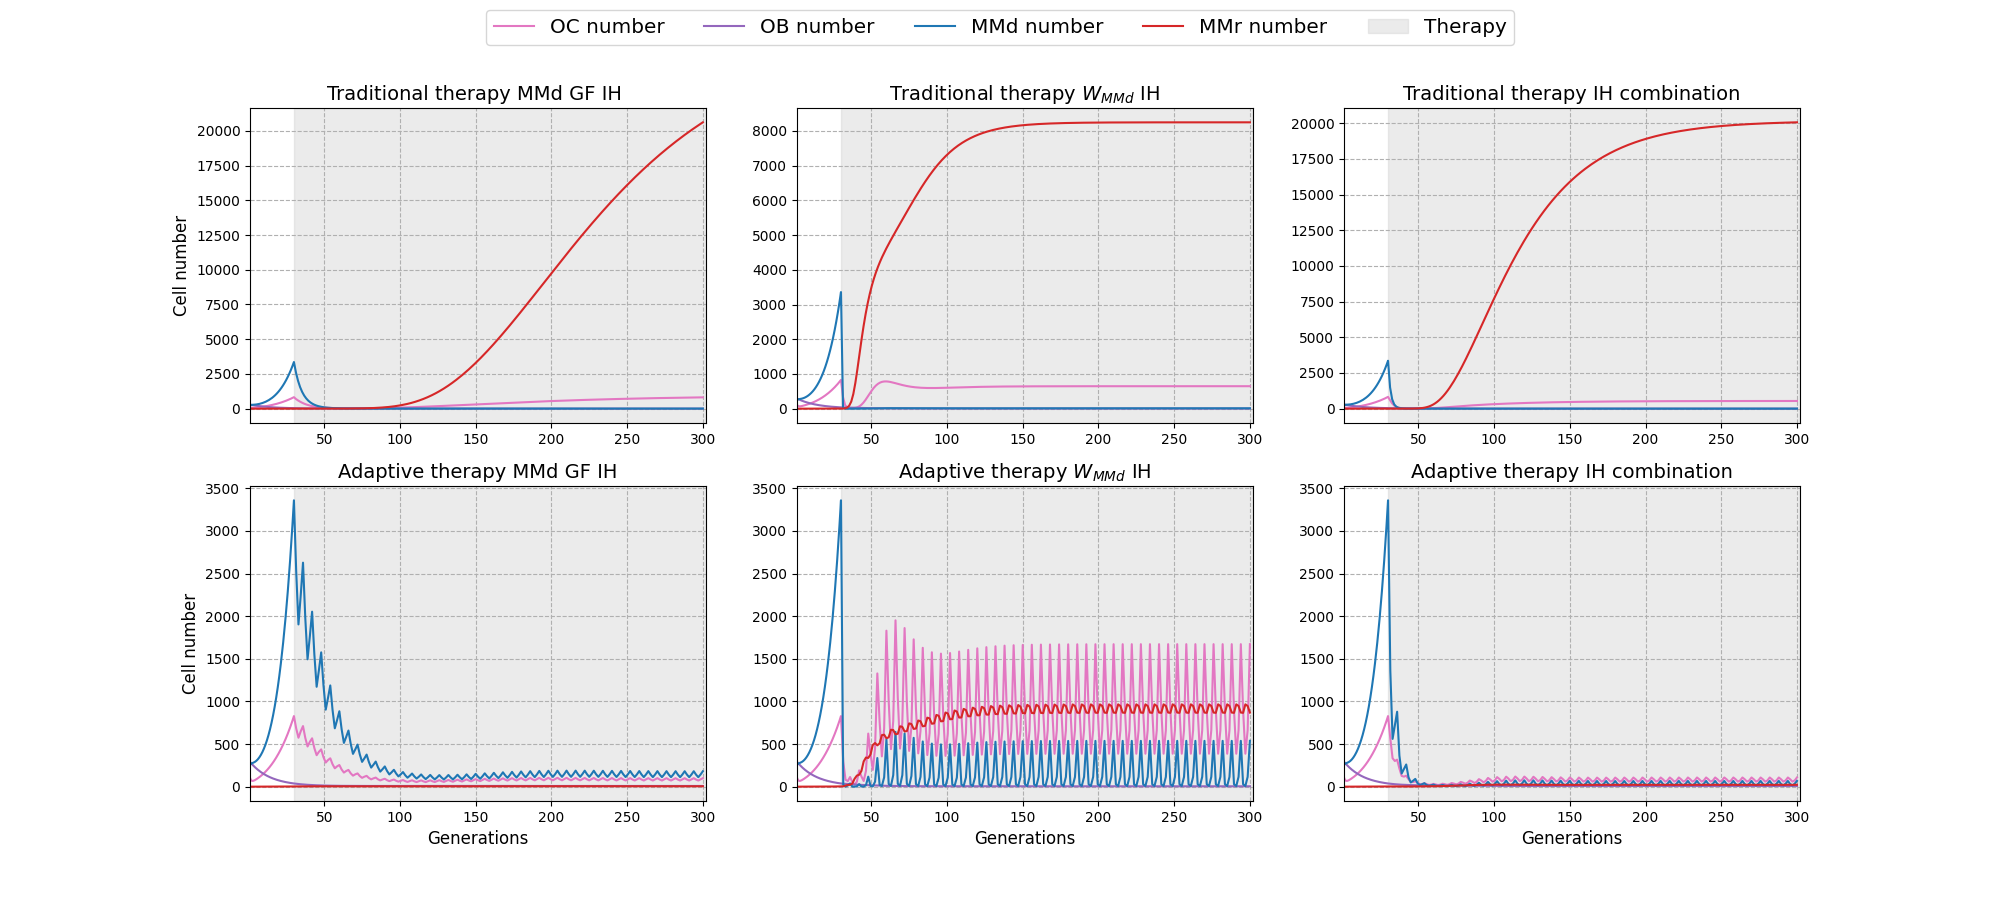 OC number OB number MMd number MMr number Therapy
Traditional therapy MMd GF IH
Traditional therapy W_MMd IH
Traditional therapy IH combination
Cell number
20000
17500
15000
12500
10000
7500
5000
2500
0
50 100 150 200 250 300
8000
7000
6000
5000
4000
3000
2000
1000
0
50 100 150 200 250 300
20000
17500
15000
12500
10000
7500
5000
2500
0
50 100 150 200 250 300
Adaptive therapy MMd GF IH
Adaptive therapy W_MMd IH
Adaptive therapy IH combination
Cell number
3500
3000
2500
2000
1500
1000
500
0
50 100 150 200 250 300
Generations
3500
3000
2500
2000
1500
1000
500
0
50 100 150 200 250 300
Generations
3500
3000
2500
2000
1500
1000
500
0
50 100 150 200 250 300
Generations